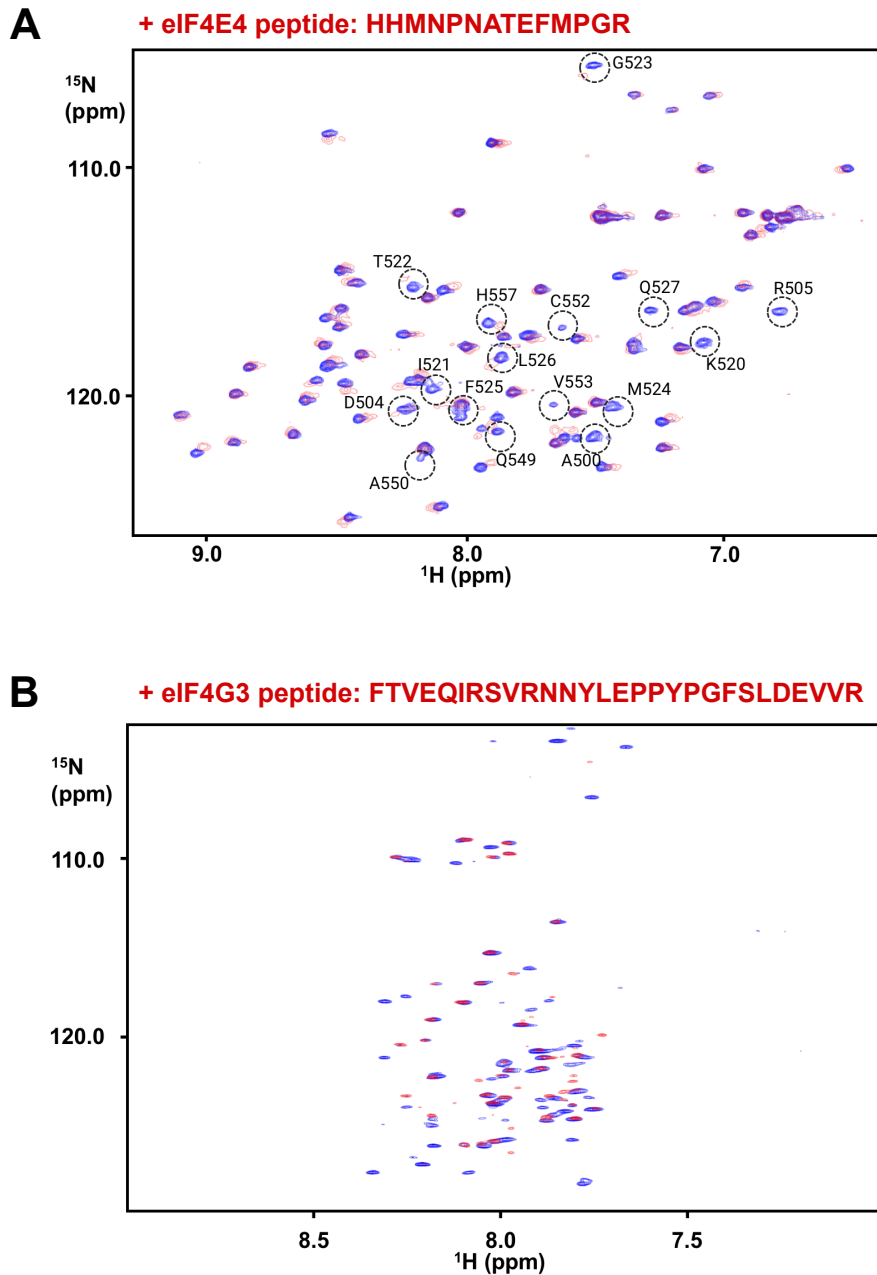 A
+ eIF4E4 peptide: HHMNPNATEFMPGR
15N
(ppm)
G523
110.0
T522
H557
C552
Q527
R505
I521
L526
K520
120.0
D504
F525
V553
M524
A550
Q549
A500
9.0 8.0 7.0
1H (ppm)
B
+ eIF4G3 peptide: FTVEQIRSVRNNYLEPPYPGFSLDEVVR
15N
(ppm)
110.0
120.0
8.5 8.0 7.5
1H (ppm)